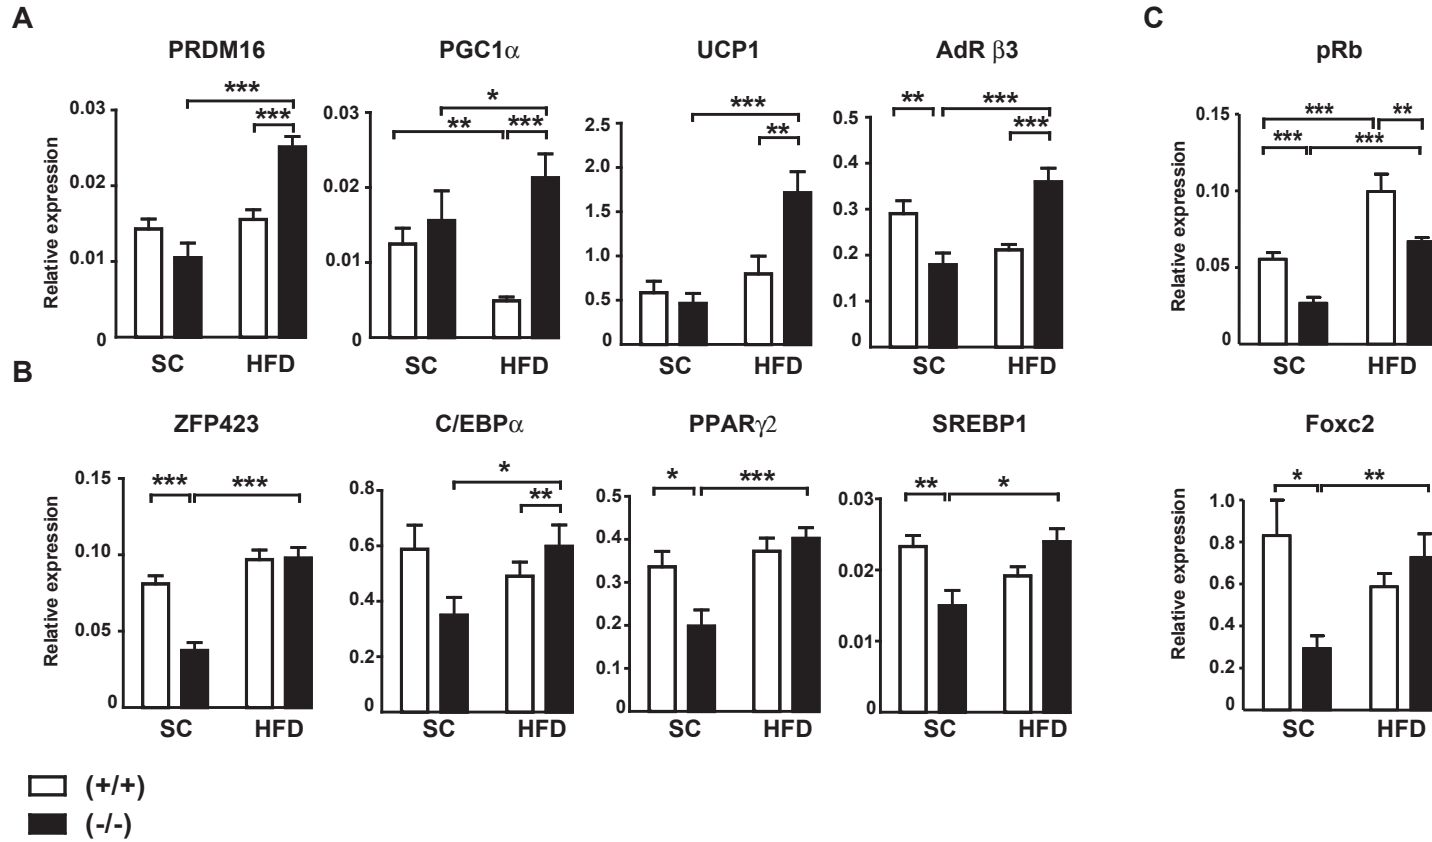 A
C
PRDM16
PGC1α
UCP1
AdR β3
pRb
Relative expression
0.03
0.02
0.01
0
***
***
SC
HFD
0.03
0.02
0.01
0
*
**
***
SC
HFD
2.5
2.0
1.5
1.0
0.5
0
***
**
SC
HFD
0.5
0.4
0.3
0.2
0.1
0
**
***
***
SC
HFD
Relative expression
0.15
0.10
0.05
0
***
**
***
***
SC
HFD
B
ZFP423
C/EBPα
PPARγ2
SREBP1
Foxc2
Relative expression
0.15
0.10
0.05
0
***
***
SC
HFD
0.8
0.6
0.4
0.2
0
*
**
SC
HFD
0.5
0.4
0.3
0.2
0.1
0
*
***
SC
HFD
0.03
0.02
0.01
0
**
*
SC
HFD
Relative expression
1.0
0.8
0.6
0.4
0.2
0
*
**
SC
HFD
(+/+)
(-/-)